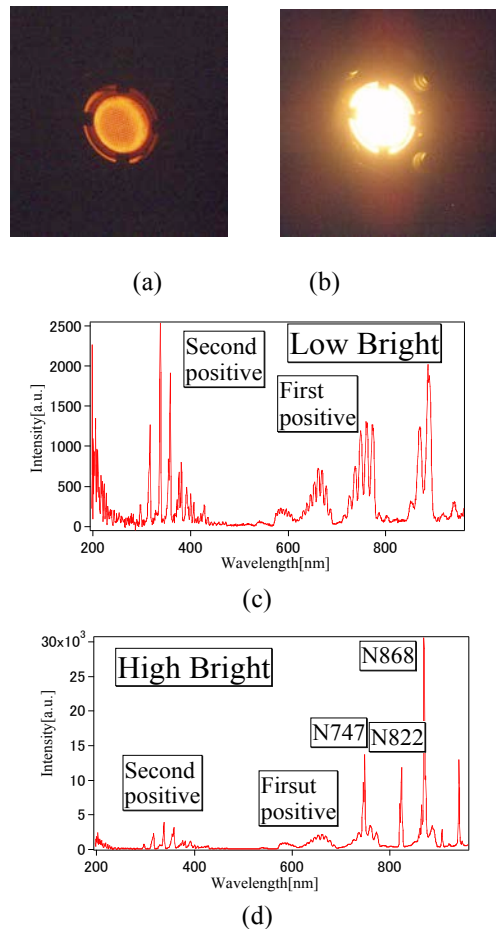 (a)
(b)
2500
2000
1500
1000
500
0
Intensity[a.u.]
Second
positive
Low Bright
First
positive
200
400
600
800
Wavelength[nm]
(c)
30x10³
25
20
15
10
5
0
Intensity[a.u.]
High Bright
N868
N747
N822
Second
positive
Firsut
positive
200
400
600
800
Wavelength[nm]
(d)